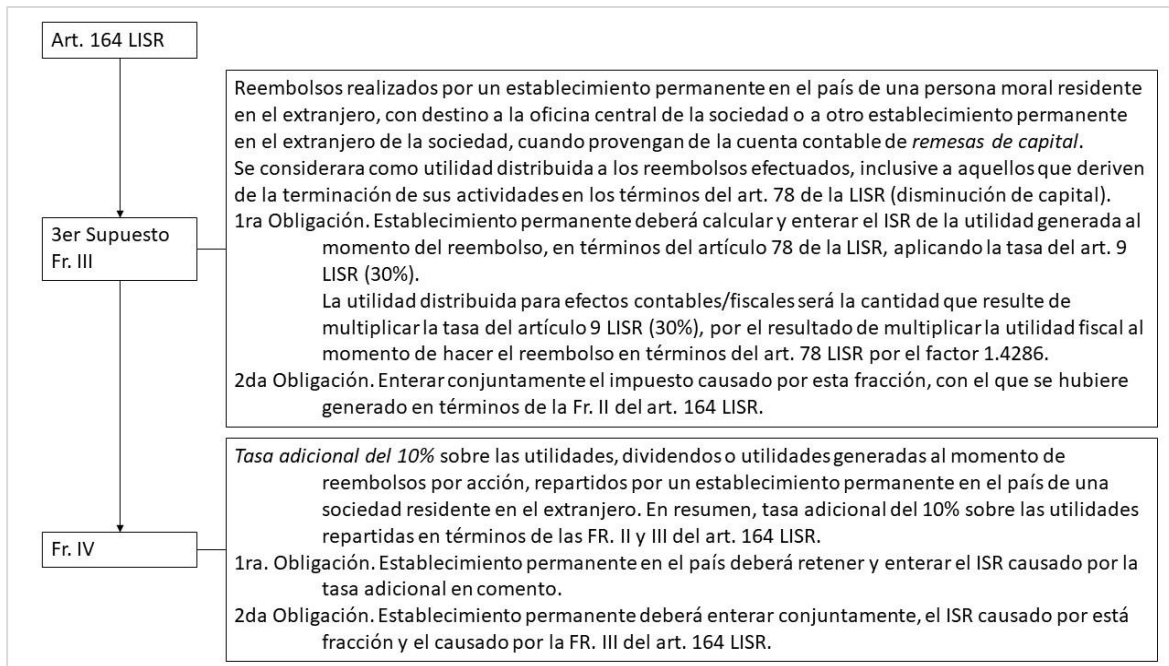 Art. 164 LISR
Reembolsos realizados por un establecimiento permanente en el país de una persona moral residente
en el extranjero, con destino a la oficina central de la sociedad o a otro establecimiento permanente
en el extranjero de la sociedad, cuando provengan de la cuenta contable de remesas de capital.
Se considerara como utilidad distribuida a los reembolsos efectuados, inclusive a aquellos que deriven
de la terminación de sus actividades en los términos del art. 78 de la LISR (disminución de capital).
1ra Obligación. Establecimiento permanente deberá calcular y enterar el ISR de la utilidad generada al
momento del reembolso, en términos del artículo 78 de la LISR, aplicando la tasa del art. 9
LISR (30%).
La utilidad distribuida para efectos contables/fiscales será la cantidad que resulte de
multiplicar la tasa del artículo 9 LISR (30%), por el resultado de multiplicar la utilidad fiscal al
momento de hacer el reembolso en términos del art. 78 LISR por el factor 1.4286.
2da Obligación. Enterar conjuntamente el impuesto causado por esta fracción, con el que se hubiere
generado en términos de la Fr. II del art. 164 LISR.
3er Supuesto
Fr. III
Tasa adicional del 10% sobre las utilidades, dividendos o utilidades generadas al momento de
reembolsos por acción, repartidos por un establecimiento permanente en el país de una
sociedad residente en el extranjero. En resumen, tasa adicional del 10% sobre las utilidades
repartidas en términos de las FR. II y III del art. 164 LISR.
1ra. Obligación. Establecimiento permanente en el país deberá retener y enterar el ISR causado por la
tasa adicional en comento.
2da Obligación. Establecimiento permanente deberá enterar conjuntamente, el ISR causado por está
fracción y el causado por la FR. III del art. 164 LISR.
Fr. IV